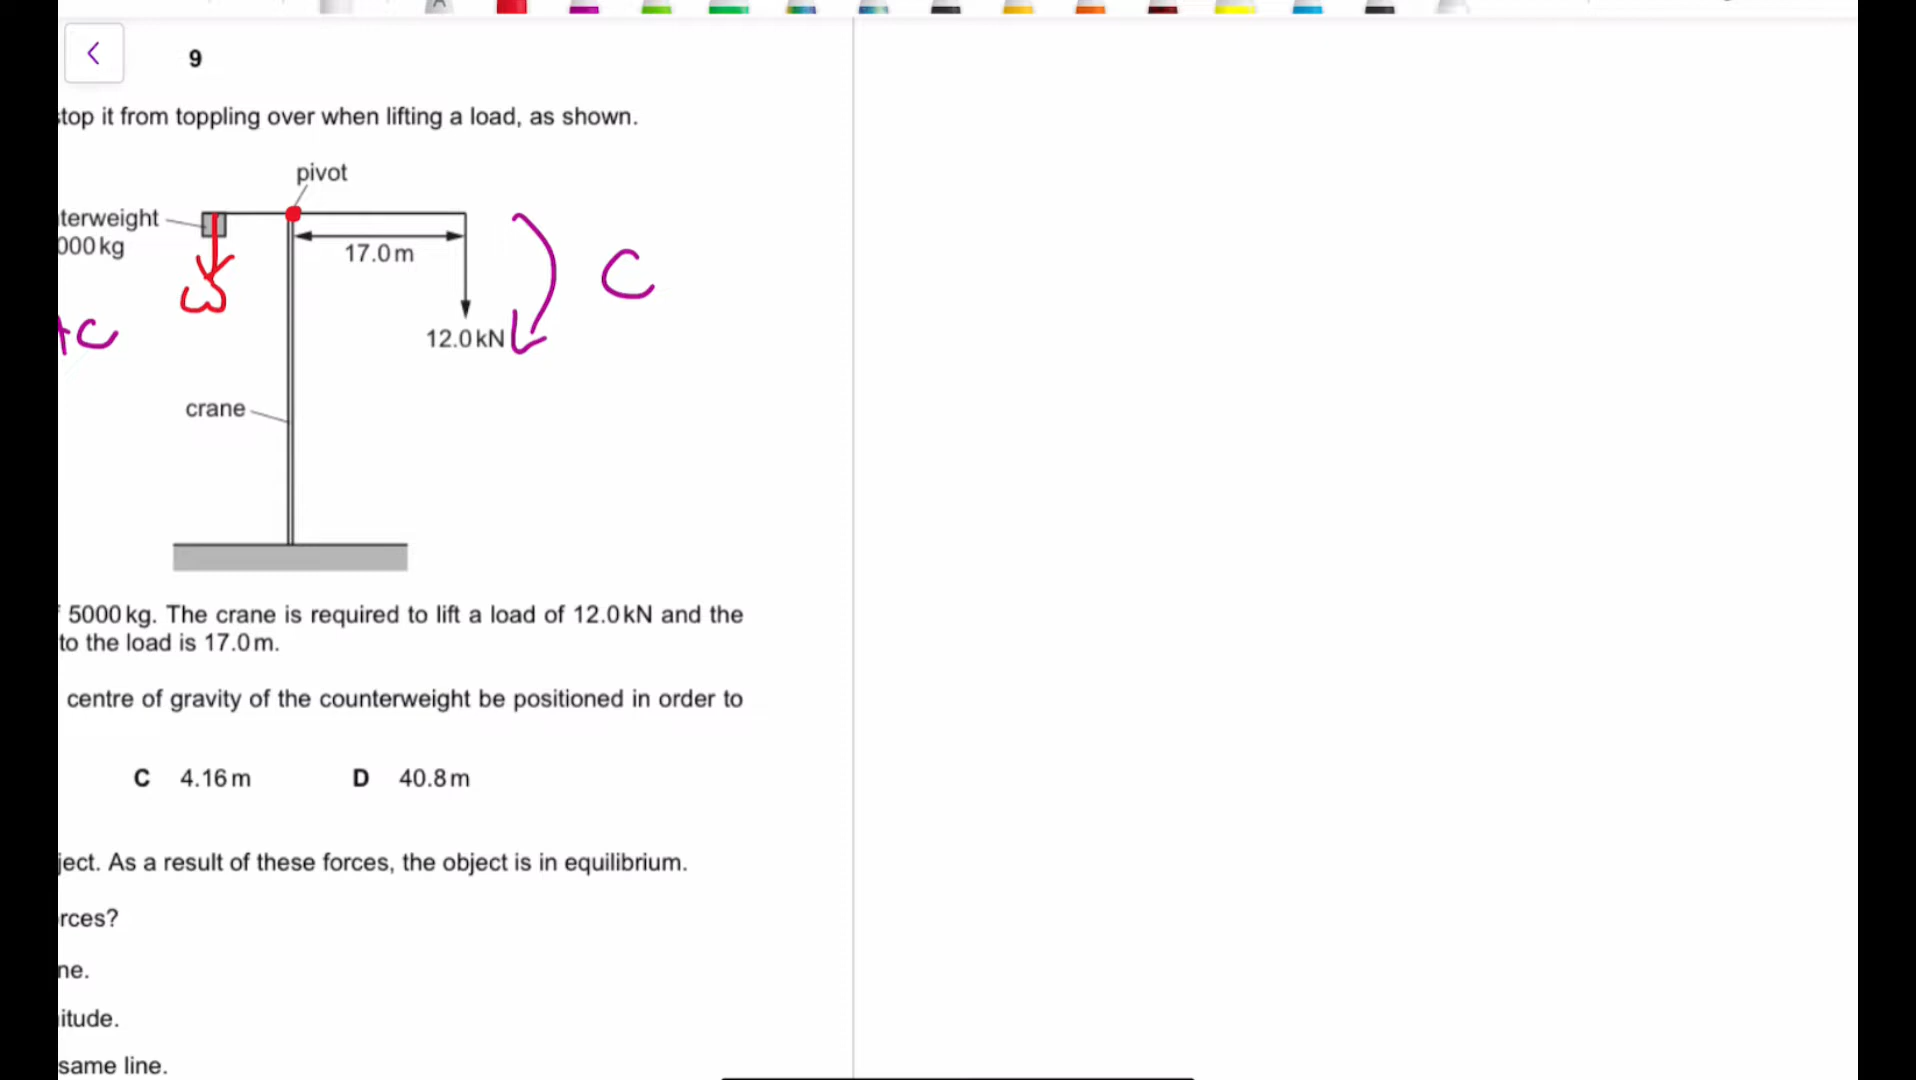 9
stop it from toppling over when lifting a load, as shown.
pivot
terweight
000 kg
17.0 m
C
W
AC
12.0 kN
crane
5000 kg. The crane is required to lift a load of 12.0 kN and the
to the load is 17.0 m.
centre of gravity of the counterweight be positioned in order to
C 4.16 m D 40.8 m
ject. As a result of these forces, the object is in equilibrium.
rces?
ne.
itude.
same line.